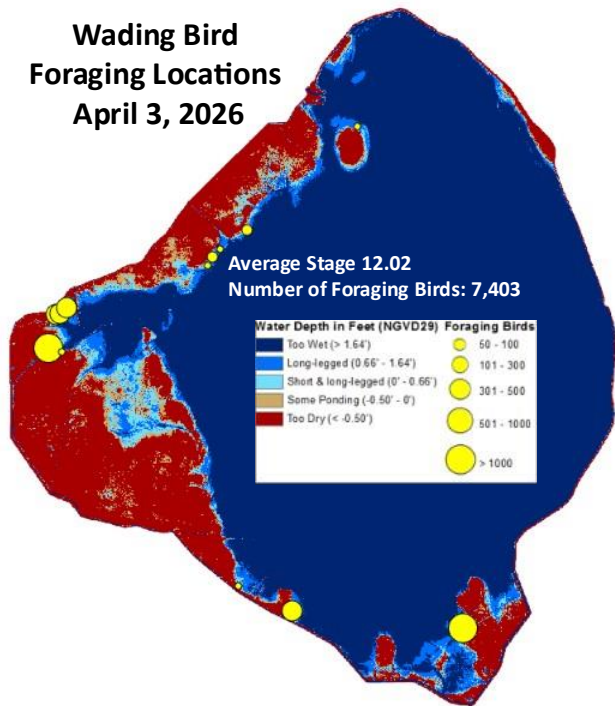 Wading Bird
Foraging Locations
April 3, 2026
Average Stage 12.02
Number of Foraging Birds: 7,403
Water Depth in Feet (NGVD29) Foraging Birds
Too Wet (> 1.64') 50 - 100
Long-legged (0.66' - 1.64') 101 - 300
Short & long-legged (0' - 0.66') 301 - 500
Some Ponding (-0.50' - 0')
Too Dry (< -0.50') 501 - 1000
> 1000